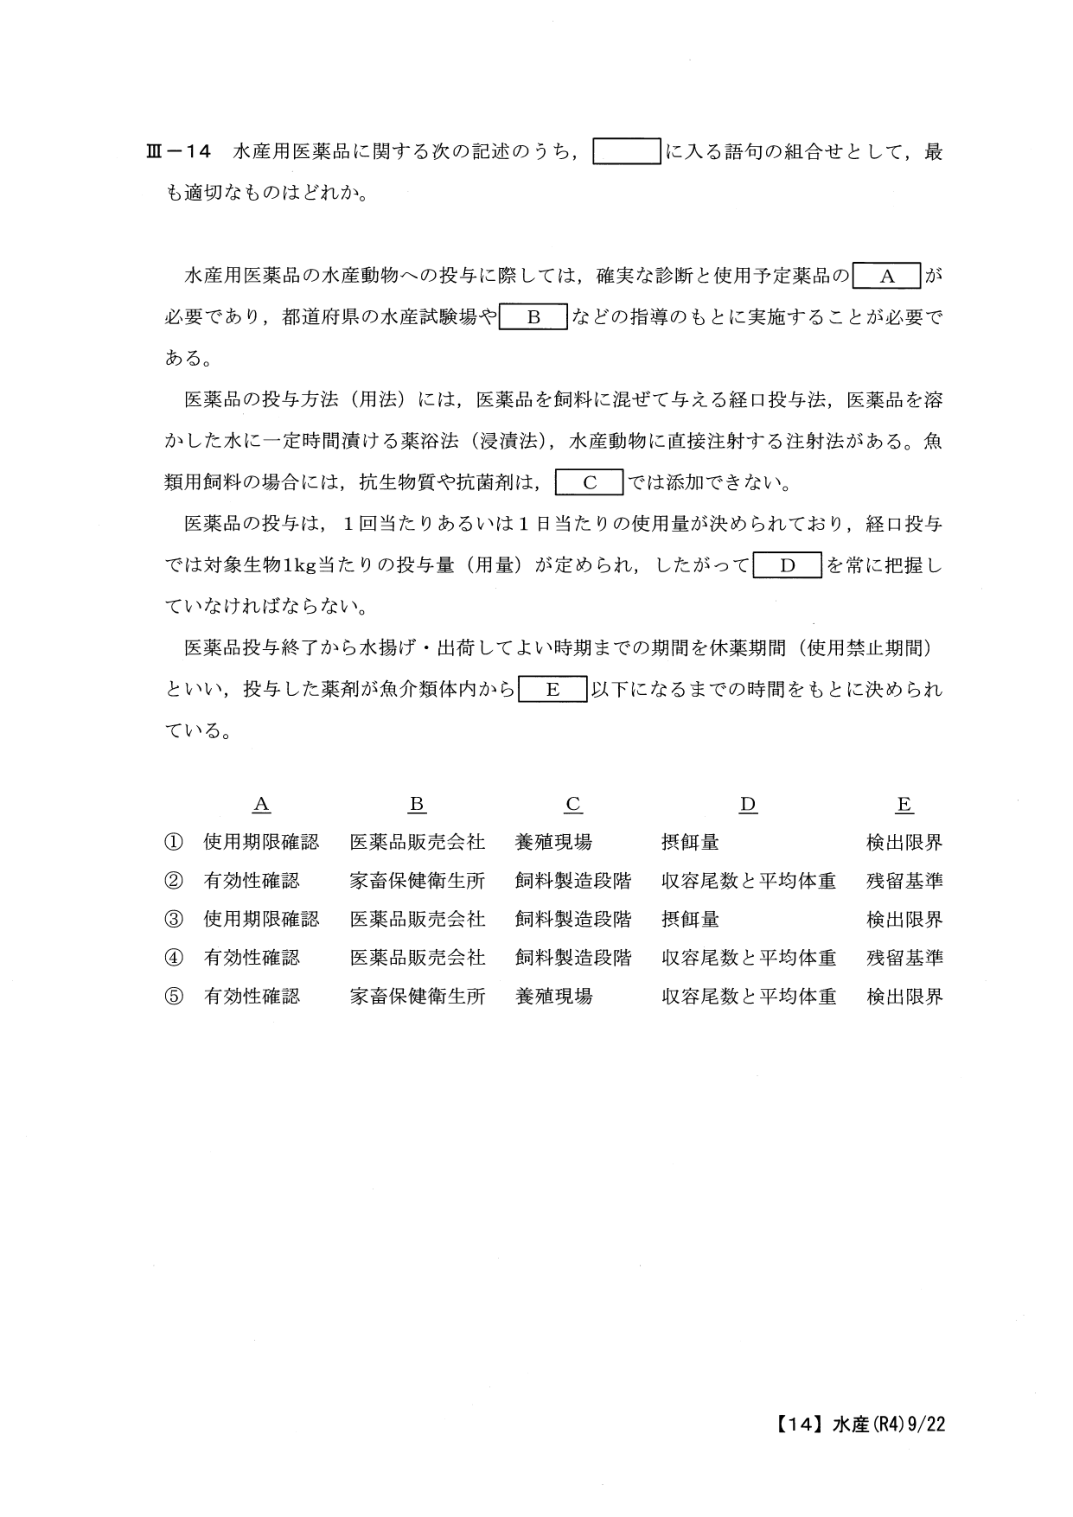 Ⅲ－14　水産用医薬品に関する次の記述のうち，　　　に入る語句の組合せとして，最
も適切なものはどれか。
水産用医薬品の水産動物への投与に際しては，確実な診断と使用予定薬品の A が
必要であり，都道府県の水産試験場や B などの指導のもとに実施することが必要で
ある。
医薬品の投与方法（用法）には，医薬品を飼料に混ぜて与える経口投与法，医薬品を溶
かした水に一定時間漬ける薬浴法（浸漬法），水産動物に直接注射する注射法がある。魚
類用飼料の場合には，抗生物質や抗菌剤は， C では添加できない。
医薬品の投与は，1回当たりあるいは1日当たりの使用量が決められており，経口投与
では対象生物1kg当たりの投与量（用量）が定められ，したがって D を常に把握し
ていなければならない。
医薬品投与終了から水揚げ・出荷してよい時期までの期間を休薬期間（使用禁止期間）
といい，投与した薬剤が魚介類体内から E 以下になるまでの時間をもとに決められ
ている。
A B C D E
① 使用期限確認 医薬品販売会社 養殖現場 摂餌量 検出限界
② 有効性確認 家畜保健衛生所 飼料製造段階 収容尾数と平均体重 残留基準
③ 使用期限確認 医薬品販売会社 飼料製造段階 摂餌量 検出限界
④ 有効性確認 医薬品販売会社 飼料製造段階 収容尾数と平均体重 残留基準
⑤ 有効性確認 家畜保健衛生所 養殖現場 収容尾数と平均体重 検出限界
【14】水産(R4)9/22